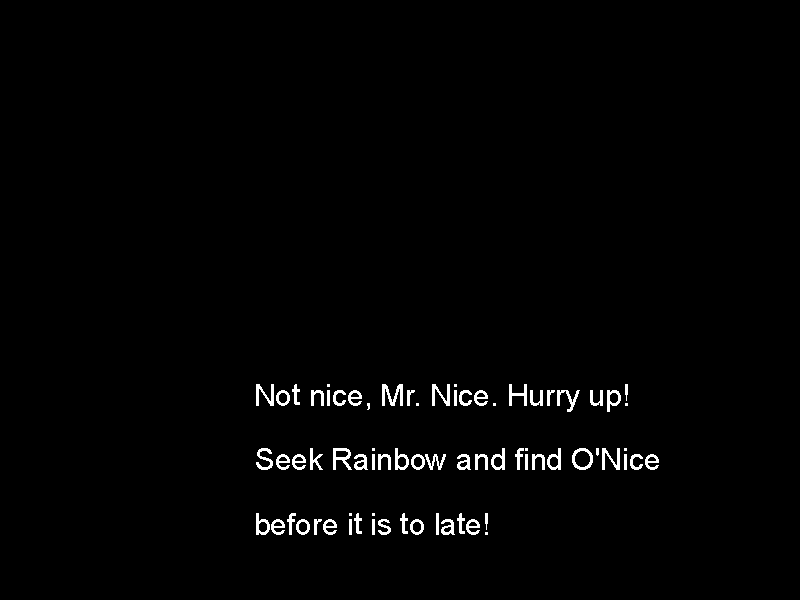 Not nice, Mr. Nice. Hurry up!
Seek Rainbow and find O'Nice
before it is to late!